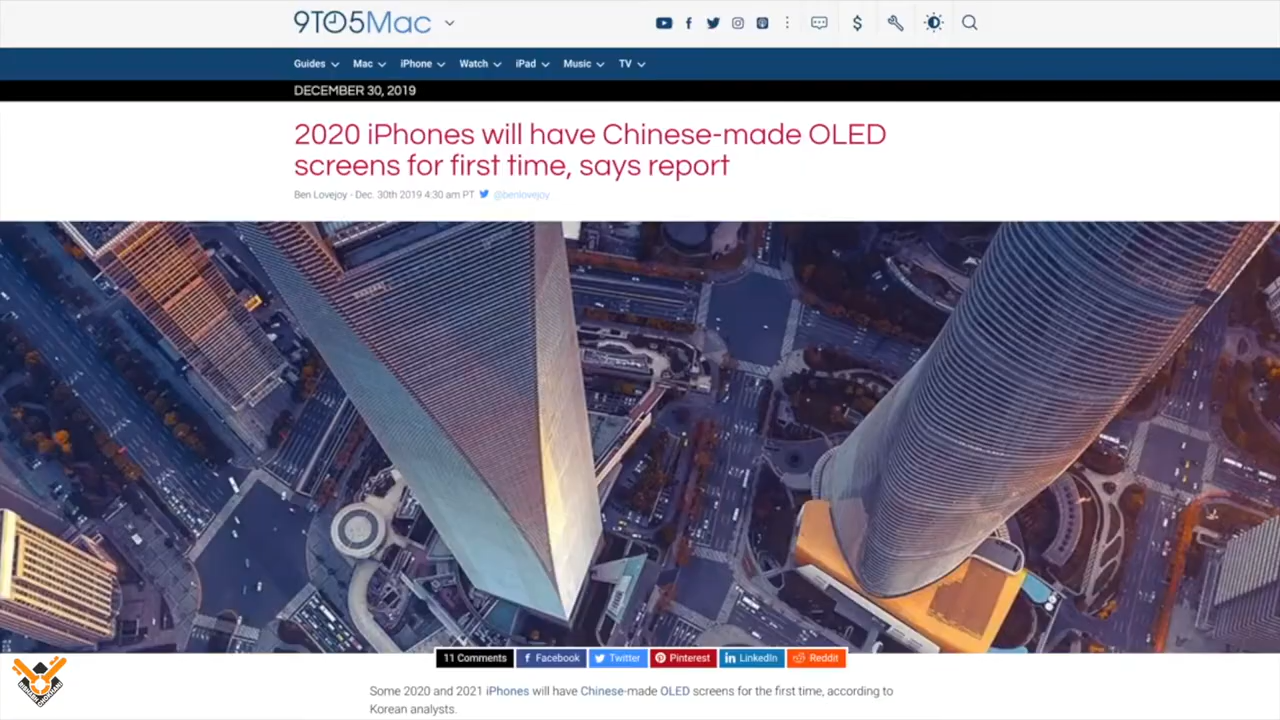 9TO5Mac
Guides Mac iPhone Watch iPad Music TV
DECEMBER 30, 2019
2020 iPhones will have Chinese-made OLED
screens for first time, says report
Ben Lovejoy - Dec. 30th 2019 4:30 am PT @benlovejoy
11 Comments Facebook Twitter Pinterest LinkedIn Reddit
Some 2020 and 2021 iPhones will have Chinese-made OLED screens for the first time, according to
Korean analysts.